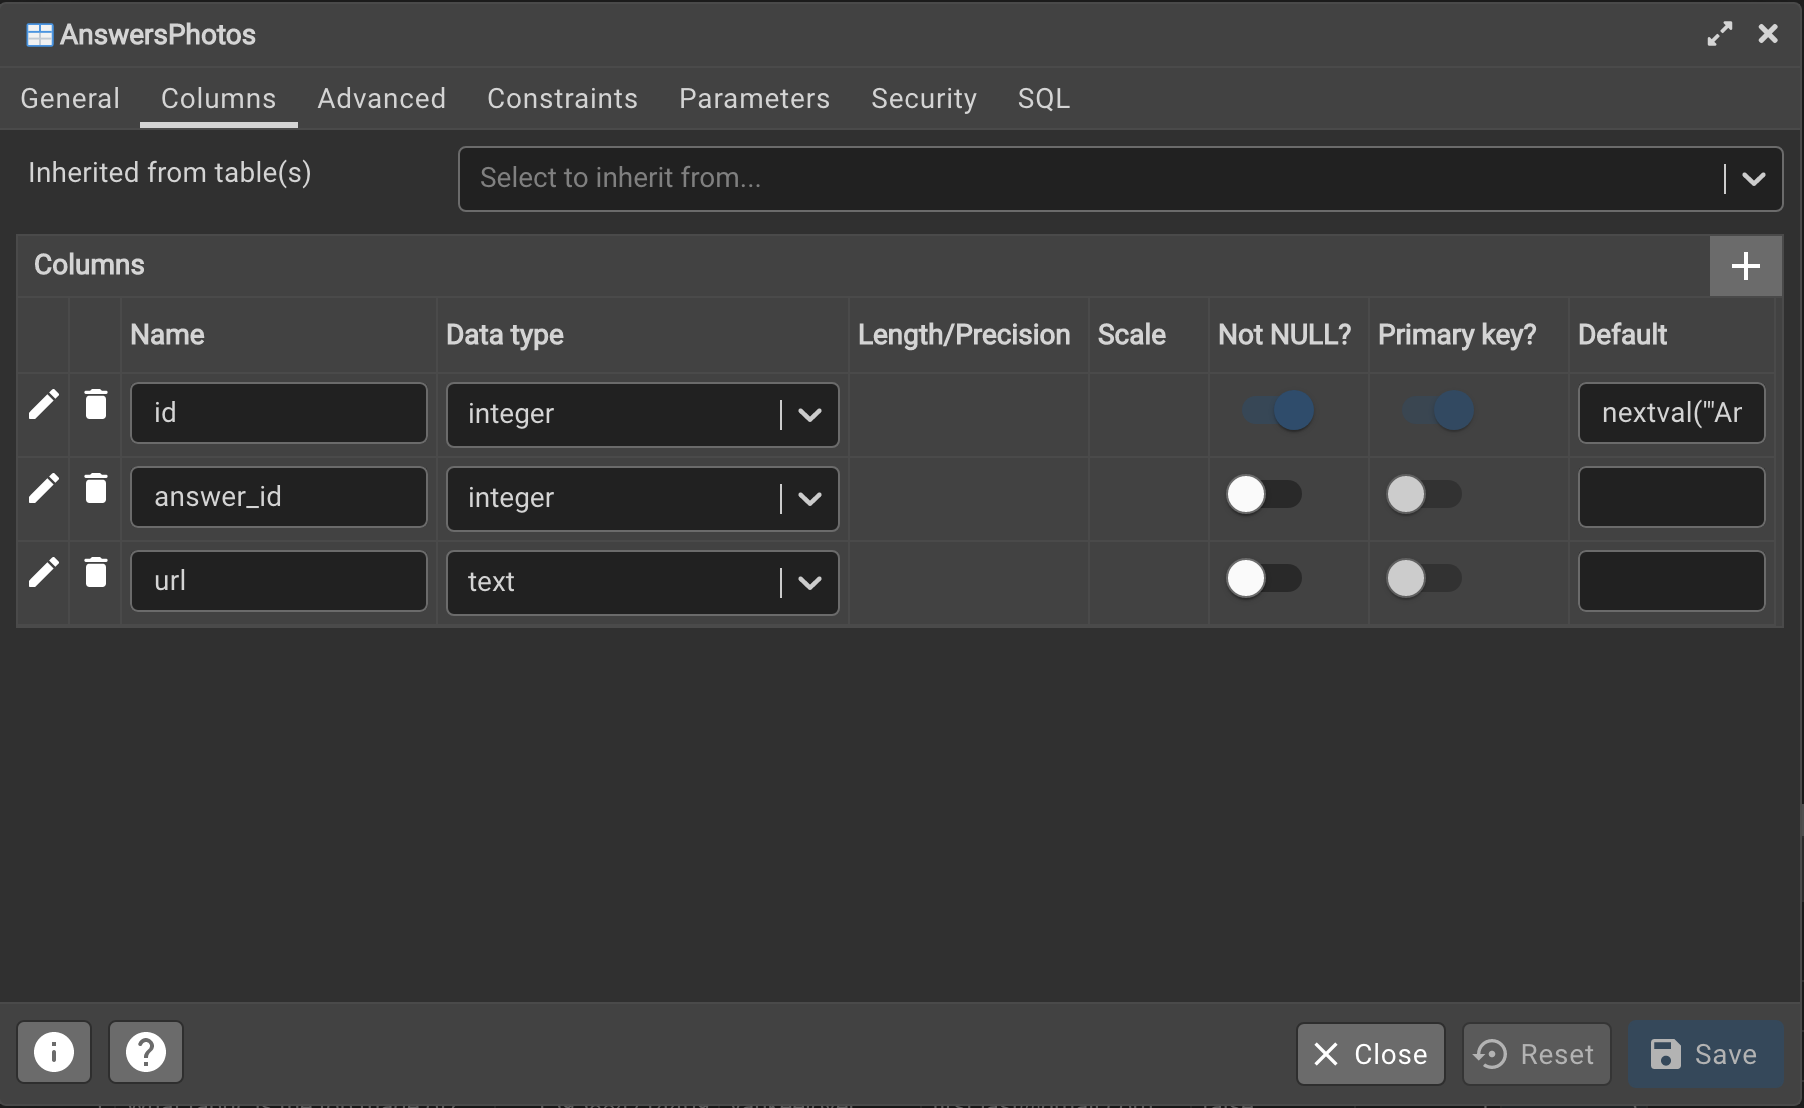 AnswersPhotos
General Columns Advanced Constraints Parameters Security SQL
Inherited from table(s) Select to inherit from...
Columns
Name Data type Length/Precision Scale Not NULL? Primary key? Default
id integer nextval('"Ar
answer_id integer
url text
Close Reset Save